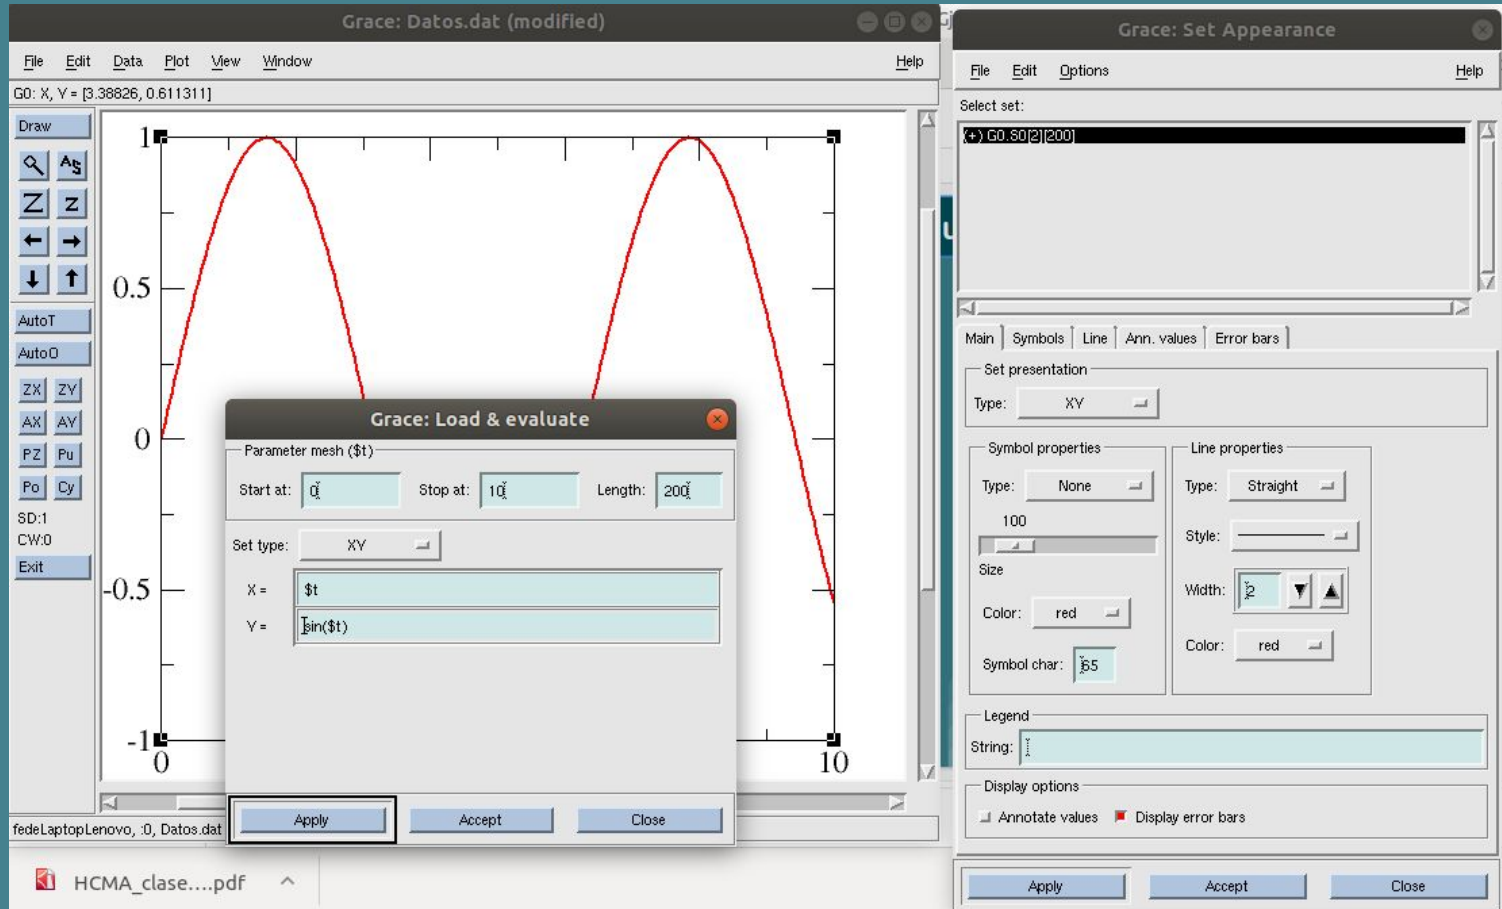 Grace: Datos.dat (modified)
File Edit Data Plot View Window Help
G0: X, Y = [3.38826, 0.611311]
Draw
A S
Z z
AutoT
AutoO
ZX ZY
AX AY
PZ Pu
Po Cy
SD:1
CW:0
Exit
1
0.5
0
-0.5
-1
0
10
fedeLaptopLenovo, :0, Datos.dat
Grace: Load & evaluate
Parameter mesh ($t)
Start at: 0 Stop at: 10 Length: 200
Set type: XY
X = $t
Y = sin($t)
Apply Accept Close
HCMA_clase....pdf
Grace: Set Appearance
File Edit Options Help
Select set:
(+) G0.S0[2][200]
Main Symbols Line Ann. values Error bars
Set presentation
Type: XY
Symbol properties
Type: None
100
Size
Color: red
Symbol char: 65
Line properties
Type: Straight
Style:
Width: 2
Color: red
Legend
String:
Display options
Annotate values Display error bars
Apply Accept Close